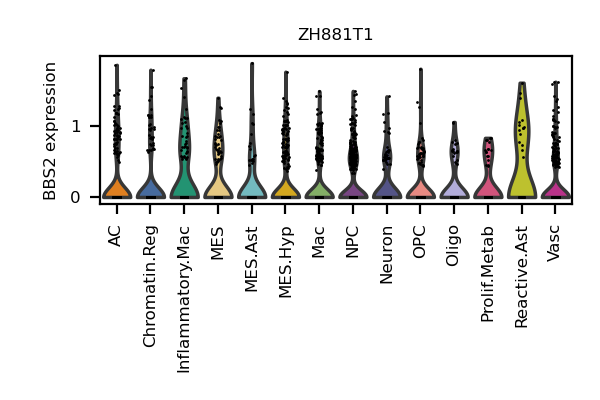 ZH881T1
BBS2 expression
1
0
AC
Chromatin.Reg
Inflammatory.Mac
MES
MES.Ast
MES.Hyp
Mac
NPC
Neuron
OPC
Oligo
Prolif.Metab
Reactive.Ast
Vasc